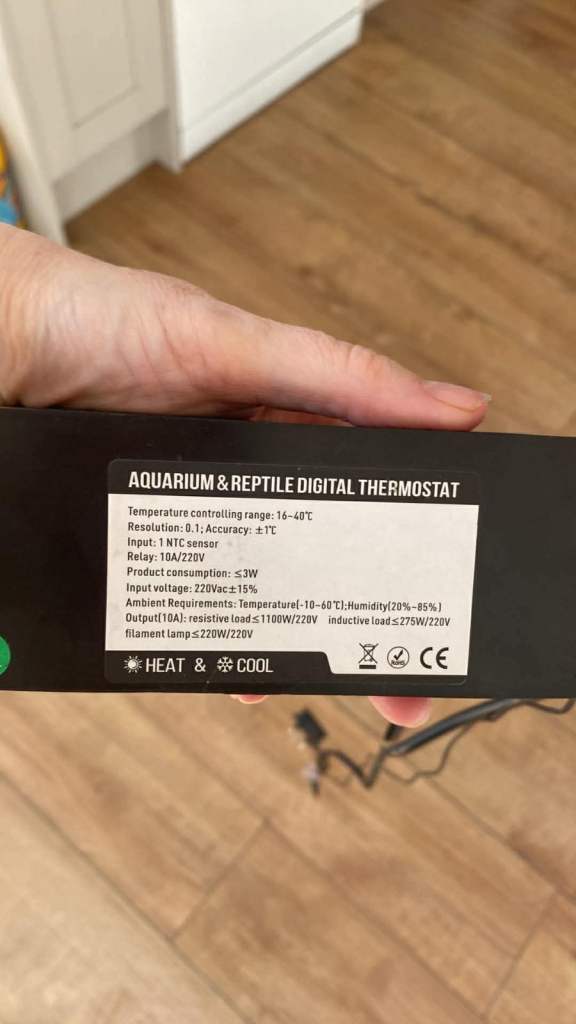 AQUARIUM & REPTILE DIGITAL THERMOSTAT
Temperature controlling range: 16~40℃
Resolution: 0.1; Accuracy: ±1℃
Input: 1 NTC sensor
Relay: 10A/220V
Product consumption: ≤3W
Input voltage: 220Vac±15%
Ambient Requirements: Temperature(-10~60℃);Humidity(20%~85%)
Output(10A): resistive load≤1100W/220V inductive load≤275W/220V
filament lamp≤220W/220V
HEAT & COOL
RoHS CE